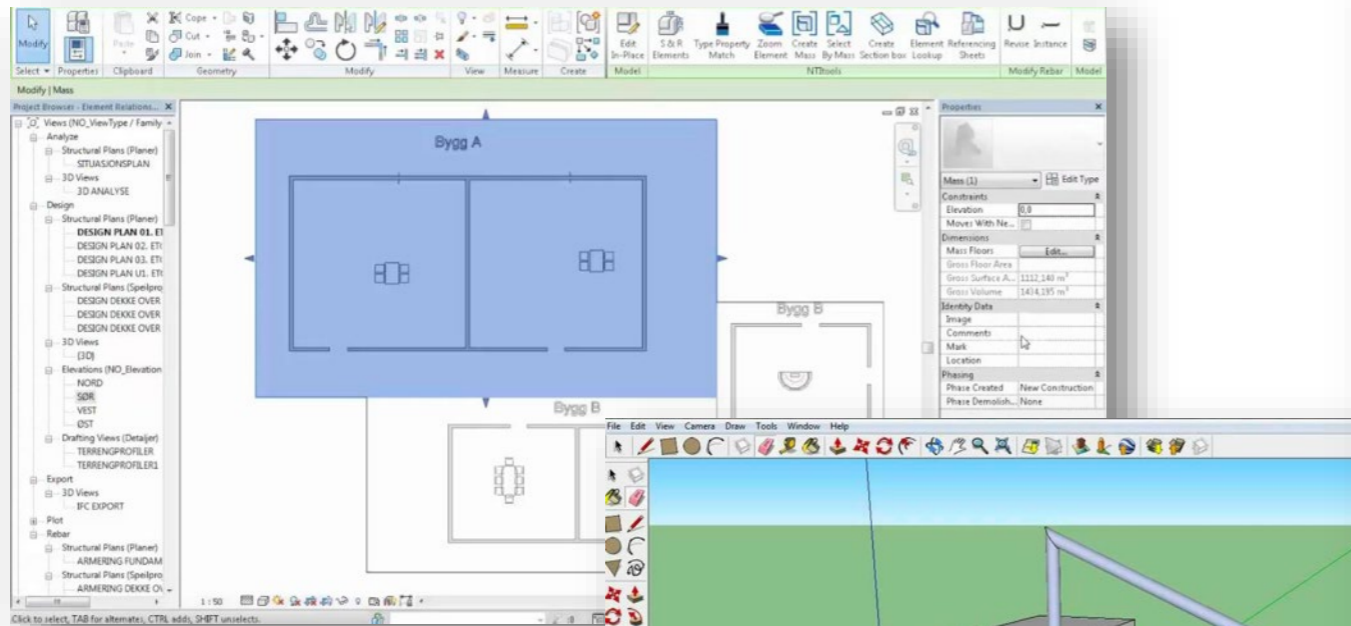 Modify
Paste
Cope
Cut
Join
Edit In-Place
S & R Elements
Type Property Match
Zoom Element
Create Mass
Select By Mass
Create Section box
Element Lookup
Referencing Sheets
Revise Instance
Select
Properties
Clipboard
Geometry
Modify
View
Measure
Create
Model
NTItools
Modify Rebar
Model
Modify | Mass
Project Browser - Element Relations...
Views (NO_ViewType / Family
Analyze
Structural Plans (Planer)
SITUASJONSPLAN
3D Views
3D ANALYSE
Design
Structural Plans (Planer)
DESIGN PLAN 01. ET
DESIGN PLAN 02. ET
DESIGN PLAN 03. ET
DESIGN PLAN U1. ET
Structural Plans (Speilpro
DESIGN DEKKE OVER
DESIGN DEKKE OVER
DESIGN DEKKE OVER
3D Views
{3D}
Elevations (NO_Elevation
NORD
SØR
VEST
ØST
Drafting Views (Detaljer)
TERRENGPROFILER
TERRENGPROFILER1
Export
3D Views
IFC EXPORT
Plot
Rebar
Structural Plans (Planer)
ARMERING FUNDAM
Structural Plans (Speilpro
ARMERING DEKKE OV
Bygg A
Bygg B
Bygg B
1 : 50
Click to select, TAB for alternates, CTRL adds, SHIFT unselects.
:0
Properties
Mass (1)
Edit Type
Constraints
Elevation 0,0
Moves With Ne...
Dimensions
Mass Floors Edit...
Gross Floor Area
Gross Surface A... 1112,140 m²
Gross Volume 1434,195 m³
Identity Data
Image
Comments
Mark
Location
Phasing
Phase Created New Construction
Phase Demolish... None
File Edit View Camera Draw Tools Window Help